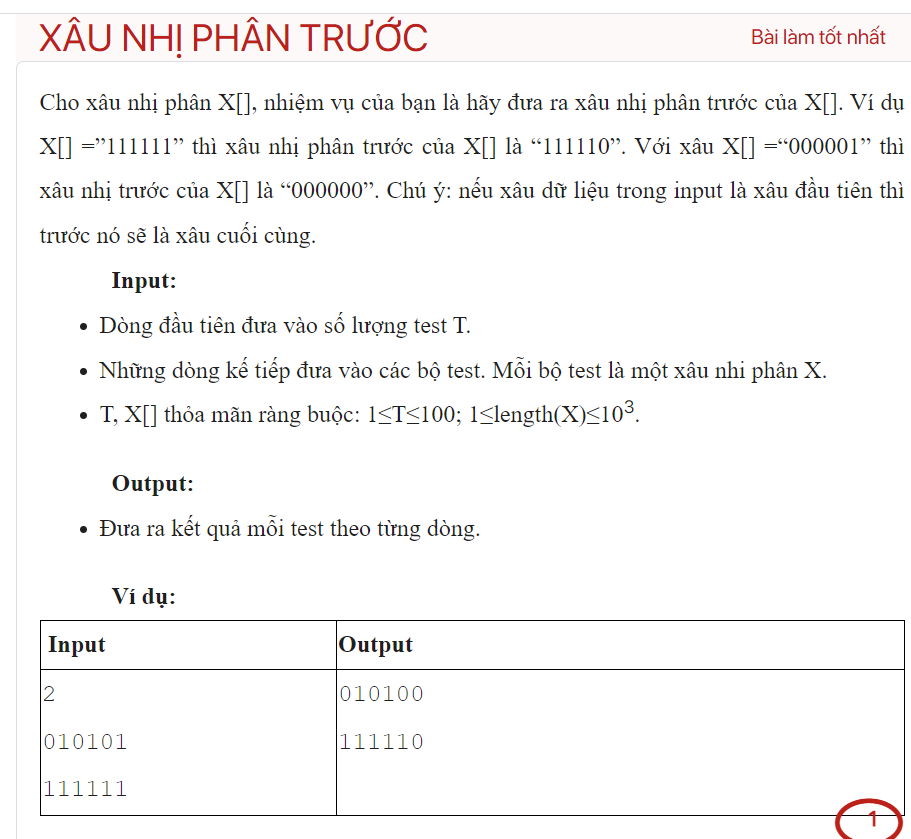 XÂU NHỊ PHÂN TRƯỚC
Bài làm tốt nhất
Cho xâu nhị phân X[], nhiệm vụ của bạn là hãy đưa ra xâu nhị phân trước của X[]. Ví dụ
X[] =”111111” thì xâu nhị phân trước của X[] là “111110”. Với xâu X[] =“000001” thì
xâu nhị trước của X[] là “000000”. Chú ý: nếu xâu dữ liệu trong input là xâu đầu tiên thì
trước nó sẽ là xâu cuối cùng.
Input:
• Dòng đầu tiên đưa vào số lượng test T.
• Những dòng kế tiếp đưa vào các bộ test. Mỗi bộ test là một xâu nhi phân X.
• T, X[] thỏa mãn ràng buộc: 1≤T≤100; 1≤length(X)≤10³.
Output:
• Đưa ra kết quả mỗi test theo từng dòng.
Ví dụ:
Input Output
2 010100
010101 111110
111111
1